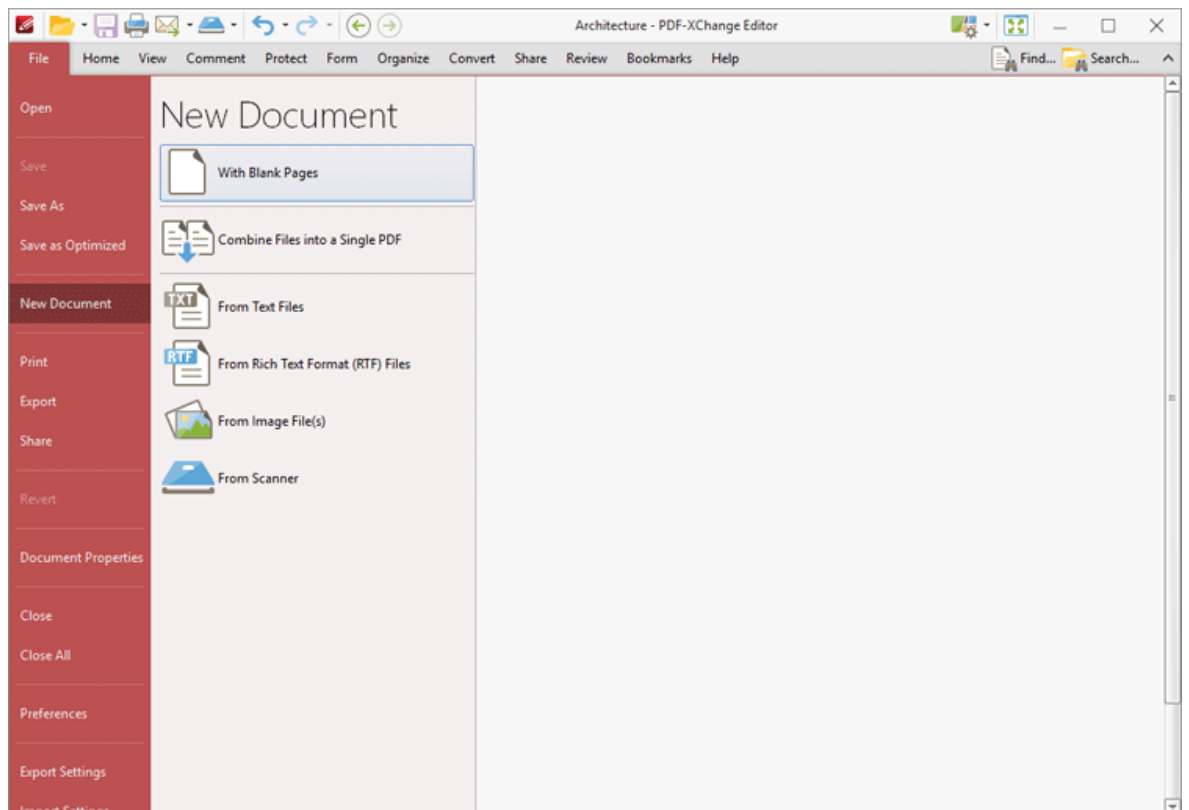 Architecture - PDF-XChange Editor
File Home View Comment Protect Form Organize Convert Share Review Bookmarks Help Find... Search...
Open
Save
Save As
Save as Optimized
New Document
Print
Export
Share
Revert
Document Properties
Close
Close All
Preferences
Export Settings
Import Settings
New Document
With Blank Pages
Combine Files into a Single PDF
TXT From Text Files
RTF From Rich Text Format (RTF) Files
From Image File(s)
From Scanner